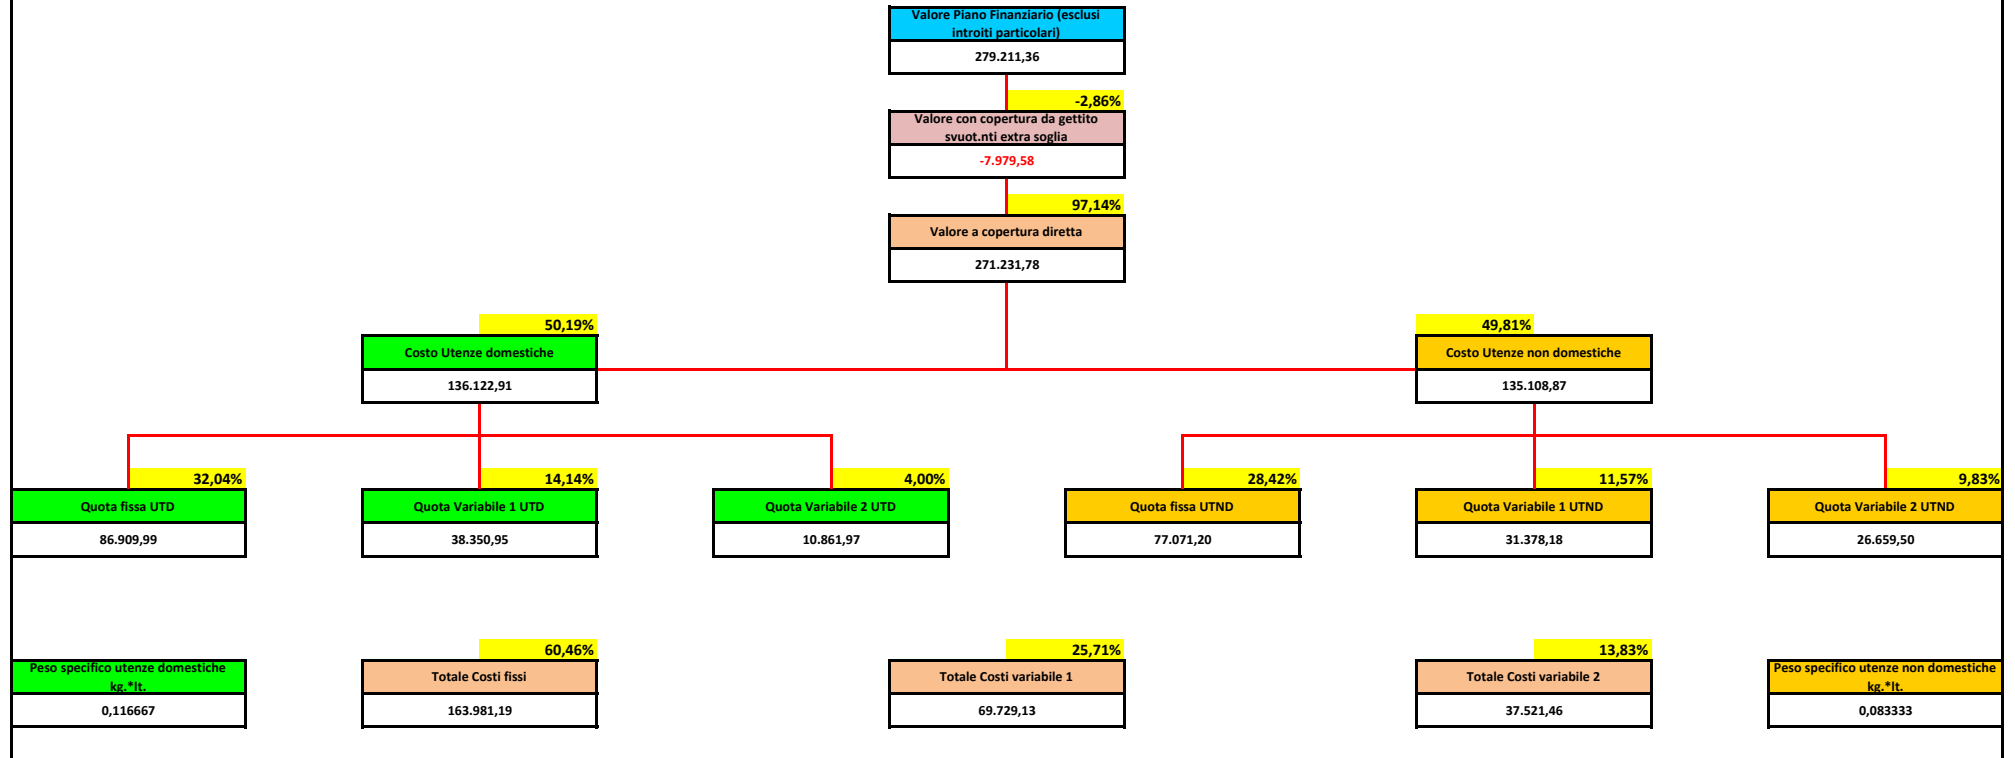 Valore Piano Finanziario (esclusi
introiti particolari)
279.211,36
-2,86%
Valore con copertura da gettito
svuot.nti extra soglia
-7.979,58
97,14%
Valore a copertura diretta
271.231,78
50,19%
49,81%
Costo Utenze domestiche
Costo Utenze non domestiche
136.122,91
135.108,87
32,04%
14,14%
4,00%
28,42%
11,57%
9,83%
Quota fissa UTD
Quota Variabile 1 UTD
Quota Variabile 2 UTD
Quota fissa UTND
Quota Variabile 1 UTND
Quota Variabile 2 UTND
86.909,99
38.350,95
10.861,97
77.071,20
31.378,18
26.659,50
60,46%
25,71%
13,83%
Peso specifico utenze domestiche
kg.*lt.
Totale Costi fissi
Totale Costi variabile 1
Totale Costi variabile 2
Peso specifico utenze non domestiche
kg.*lt.
0,116667
163.981,19
69.729,13
37.521,46
0,083333